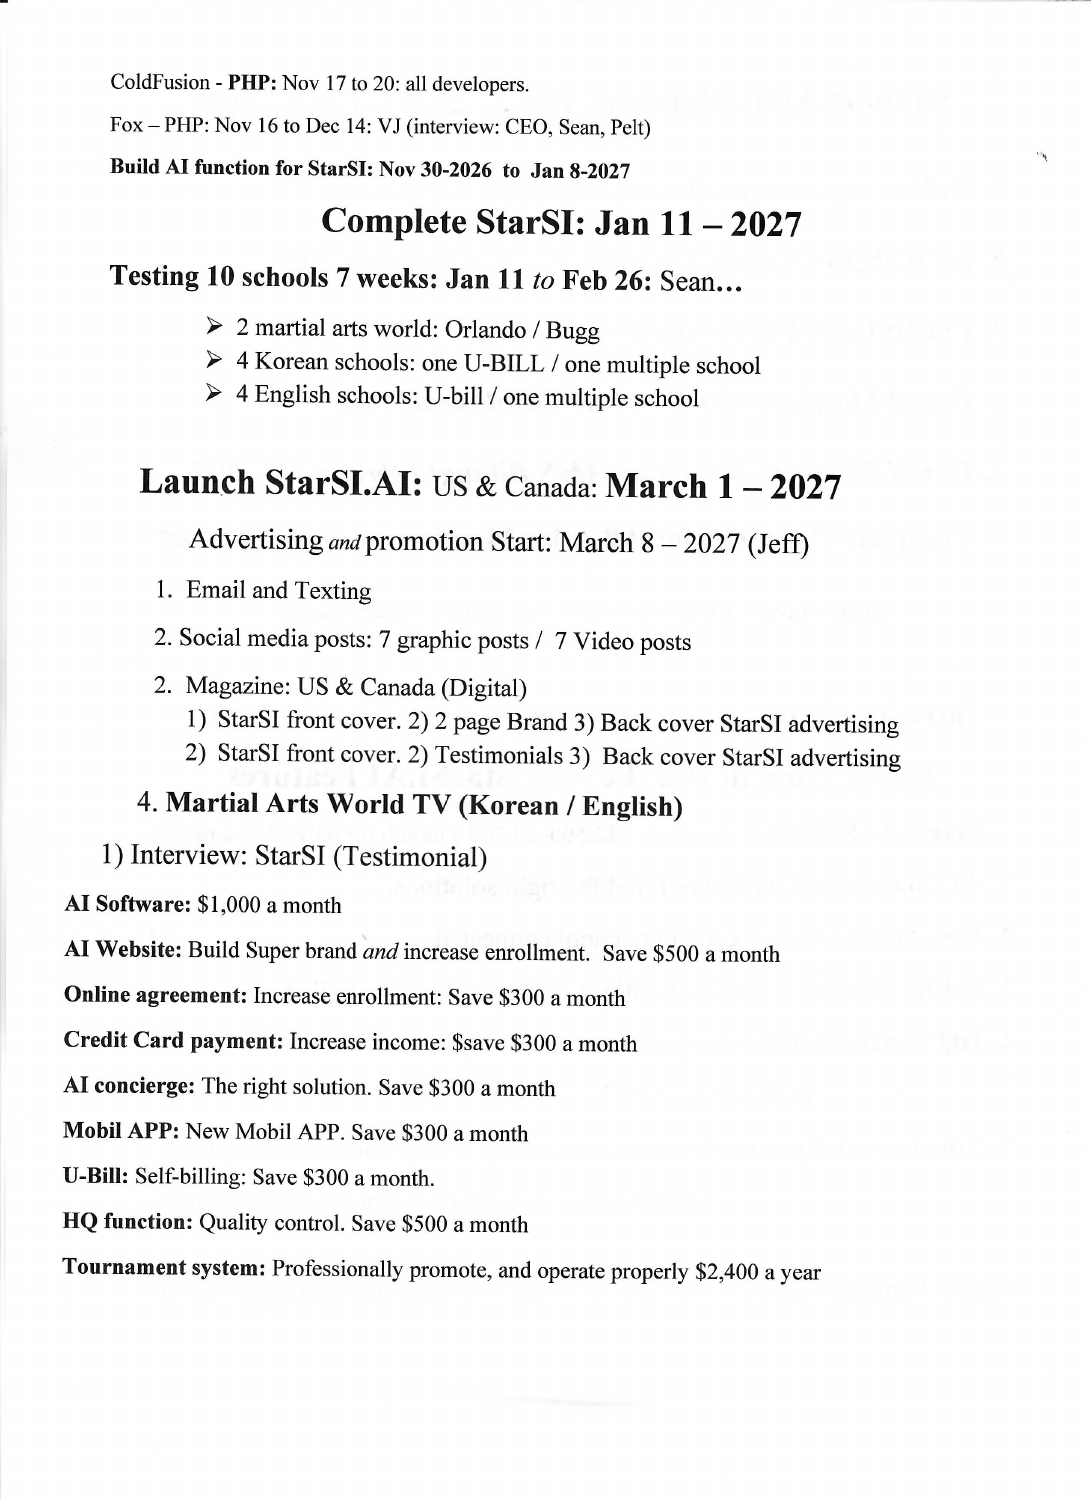 ColdFusion - PHP: Nov 17 to 20: all developers.
Fox – PHP: Nov 16 to Dec 14: VJ (interview: CEO, Sean, Pelt)
Build AI function for StarSI: Nov 30-2026 to Jan 8-2027
Complete StarSI: Jan 11 – 2027
Testing 10 schools 7 weeks: Jan 11 to Feb 26: Sean...
➢ 2 martial arts world: Orlando / Bugg
➢ 4 Korean schools: one U-BILL / one multiple school
➢ 4 English schools: U-bill / one multiple school
Launch StarSI.AI: US & Canada: March 1 – 2027
Advertising and promotion Start: March 8 – 2027 (Jeff)
1. Email and Texting
2. Social media posts: 7 graphic posts / 7 Video posts
2. Magazine: US & Canada (Digital)
1) StarSI front cover. 2) 2 page Brand 3) Back cover StarSI advertising
2) StarSI front cover. 2) Testimonials 3) Back cover StarSI advertising
4. Martial Arts World TV (Korean / English)
1) Interview: StarSI (Testimonial)
AI Software: $1,000 a month
AI Website: Build Super brand and increase enrollment. Save $500 a month
Online agreement: Increase enrollment: Save $300 a month
Credit Card payment: Increase income: $save $300 a month
AI concierge: The right solution. Save $300 a month
Mobil APP: New Mobil APP. Save $300 a month
U-Bill: Self-billing: Save $300 a month.
HQ function: Quality control. Save $500 a month
Tournament system: Professionally promote, and operate properly $2,400 a year